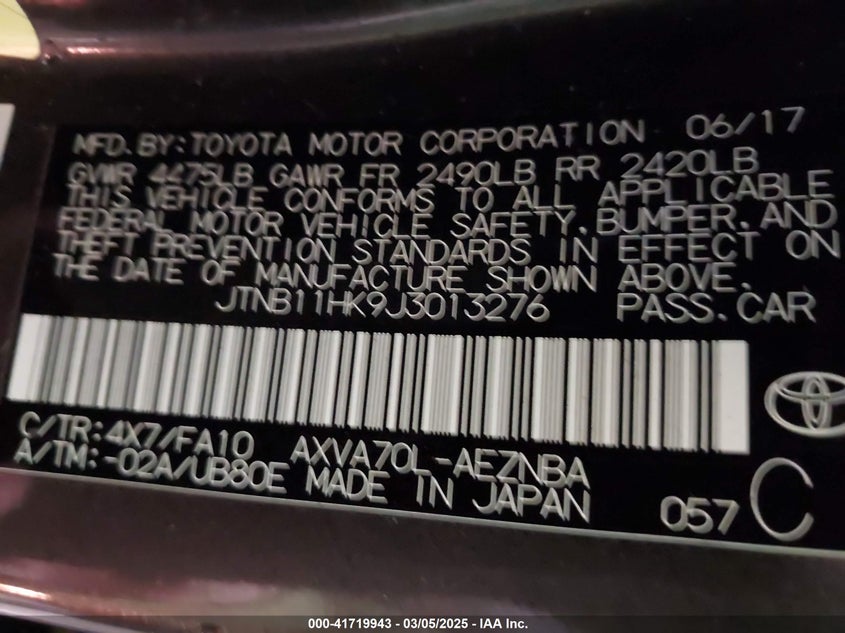 MFD. BY: TOYOTA MOTOR CORPORATION 06/17
GVWR 4475LB GAWR FR 2490LB RR 2420LB
THIS VEHICLE CONFORMS TO ALL APPLICABLE
FEDERAL MOTOR VEHICLE SAFETY, BUMPER, AND
THEFT PREVENTION STANDARDS IN EFFECT ON
THE DATE OF MANUFACTURE SHOWN ABOVE.
JTNB11HK9J3013276 PASS. CAR
C/TR: 4X7/FA10 AXVA70L-AEZNBA
A/TM: -02A/UB80E MADE IN JAPAN 057 C
000-41719943 - 03/05/2025 - IAA Inc.